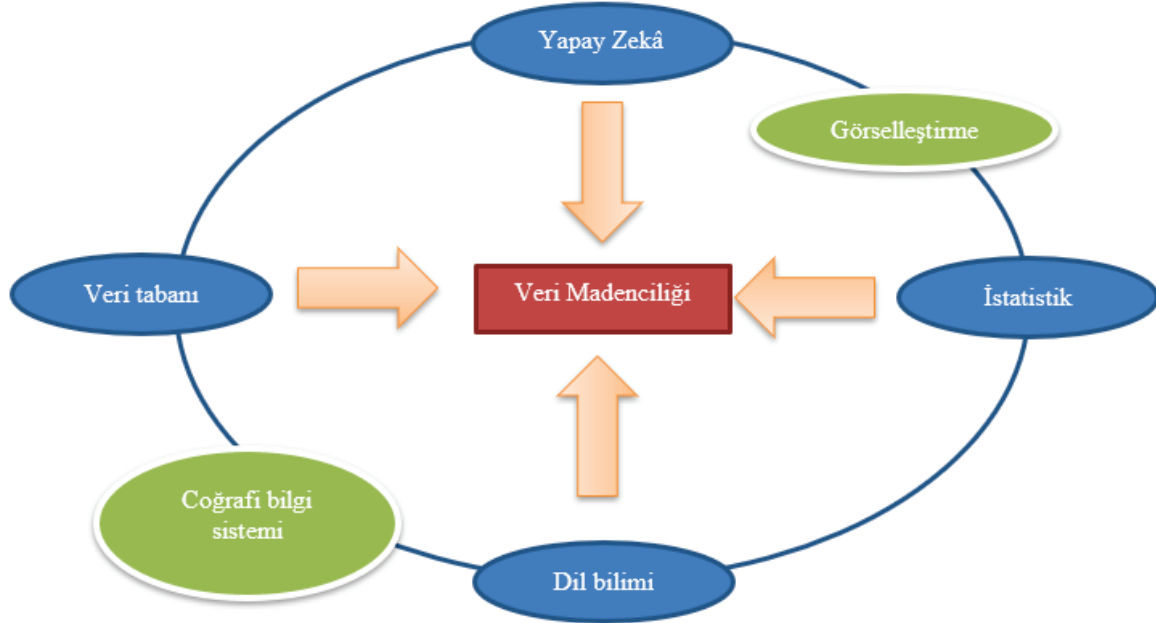 Yapay Zekâ
Görselleştirme
Veri tabanı
Veri Madenciliği
İstatistik
Coğrafi bilgi
sistemi
Dil bilimi